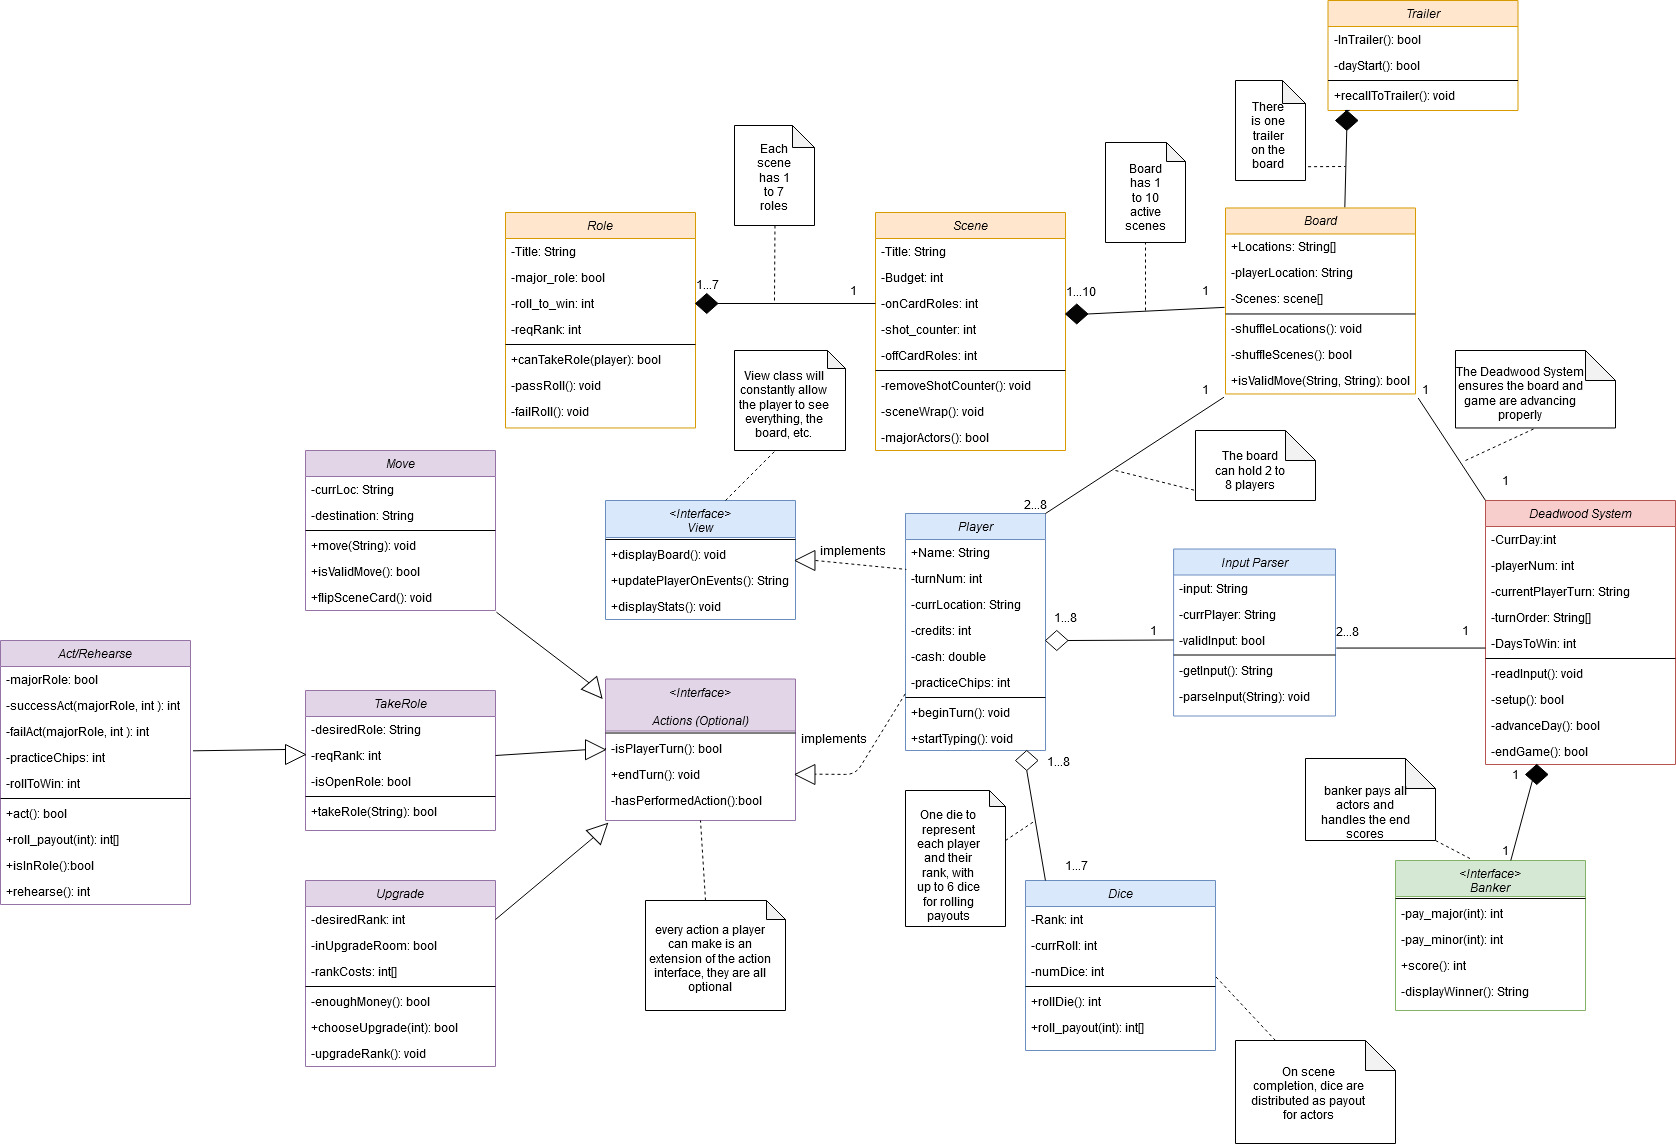 Trailer
-InTrailer(): bool
-dayStart(): bool
+recallToTrailer(): void
There
is one
trailer
on the
board
Each
scene
has 1
to 7
roles
Board
has 1
to 10
active
scenes
Role
-Title: String
-major_role: bool
-roll_to_win: int
-reqRank: int
+canTakeRole(player): bool
-passRoll(): void
-failRoll(): void
1...7
1
Scene
-Title: String
-Budget: int
-onCardRoles: int
-shot_counter: int
-offCardRoles: int
-removeShotCounter(): void
-sceneWrap(): void
-majorActors(): bool
1...10
1
Board
+Locations: String[]
-playerLocation: String
-Scenes: scene[]
-shuffleLocations(): void
-shuffleScenes(): bool
+isValidMove(String, String): bool
1
1
View class will
constantly allow
the player to see
everything, the
board, etc.
The Deadwood System
ensures the board and
game are advancing
properly
The board
can hold 2 to
8 players
2...8
1
Move
-currLoc: String
-destination: String
+move(String): void
+isValidMove(): bool
+flipSceneCard(): void
<Interface>
View
+displayBoard(): void
+updatePlayerOnEvents(): String
+displayStats(): void
implements
Player
+Name: String
-turnNum: int
-currLocation: String
-credits: int
-cash: double
-practiceChips: int
+beginTurn(): void
+startTyping(): void
1...8
1
Input Parser
-input: String
-currPlayer: String
-validInput: bool
-getInput(): String
-parseInput(String): void
2...8
1
Deadwood System
-CurrDay:int
-playerNum: int
-currentPlayerTurn: String
-turnOrder: String[]
-DaysToWin: int
-readInput(): void
-setup(): bool
-advanceDay(): bool
-endGame(): bool
Act/Rehearse
-majorRole: bool
-successAct(majorRole, int ): int
-failAct(majorRole, int ): int
-practiceChips: int
-rollToWin: int
+act(): bool
+roll_payout(int): int[]
+isInRole():bool
+rehearse(): int
TakeRole
-desiredRole: String
-reqRank: int
-isOpenRole: bool
+takeRole(String): bool
<Interface>
Actions (Optional)
-isPlayerTurn(): bool
+endTurn(): void
-hasPerformedAction():bool
implements
1...8
1
banker pays all
actors and
handles the end
scores
1
One die to
represent
each player
and their
rank, with
up to 6 dice
for rolling
payouts
1...7
Upgrade
-desiredRank: int
-inUpgradeRoom: bool
-rankCosts: int[]
-enoughMoney(): bool
+chooseUpgrade(int): bool
-upgradeRank(): void
every action a player
can make is an
extension of the action
interface, they are all
optional
Dice
-Rank: int
-currRoll: int
-numDice: int
+rollDie(): int
+roll_payout(int): int[]
<Interface>
Banker
-pay_major(int): int
-pay_minor(int): int
+score(): int
-displayWinner(): String
On scene
completion, dice are
distributed as payout
for actors